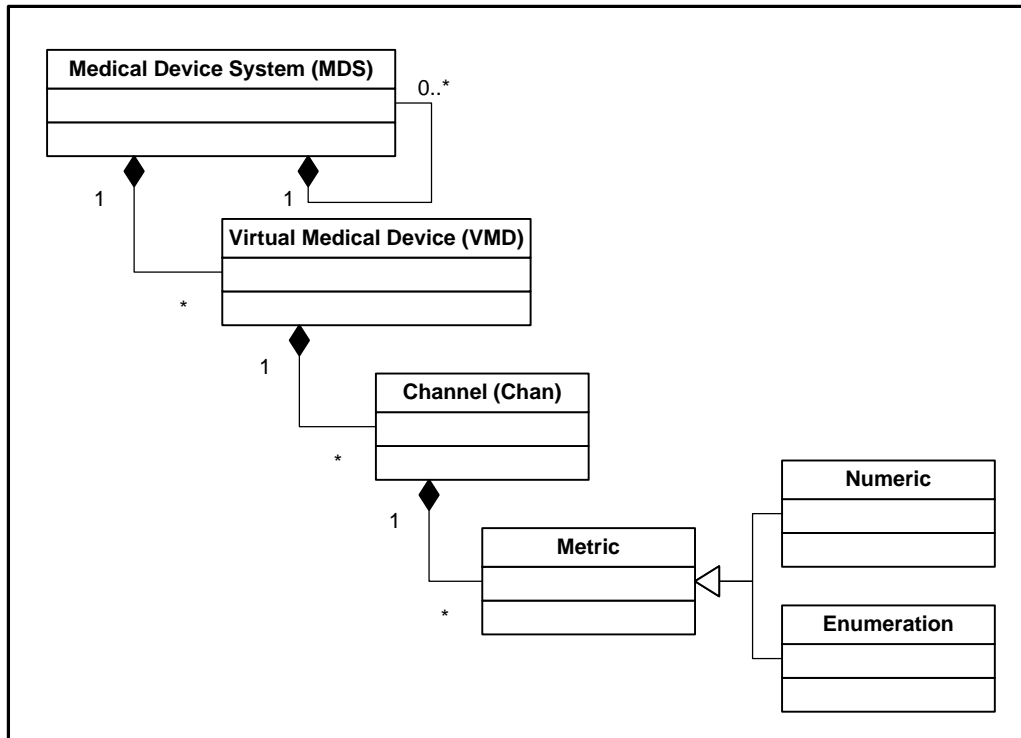 Medical Device System (MDS)
0..*
1
1
Virtual Medical Device (VMD)
*
1
Channel (Chan)
*
1
Numeric
Metric
*
Enumeration